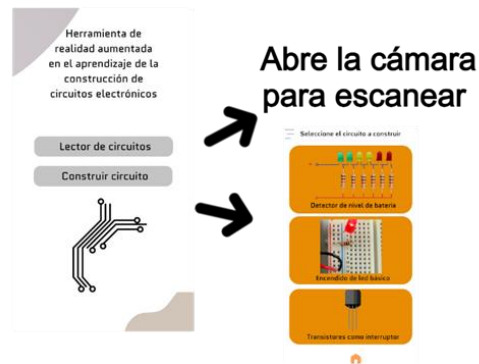 Herramienta de
realidad aumentada
en el aprendizaje de la
construcción de
circuitos electrónicos
Lector de circuitos
Construir circuito
Abre la cámara
para escanear
Seleccione el circuito a construir
Detector de nivel de bateria
Encendido de led básico
Transistores como interruptor